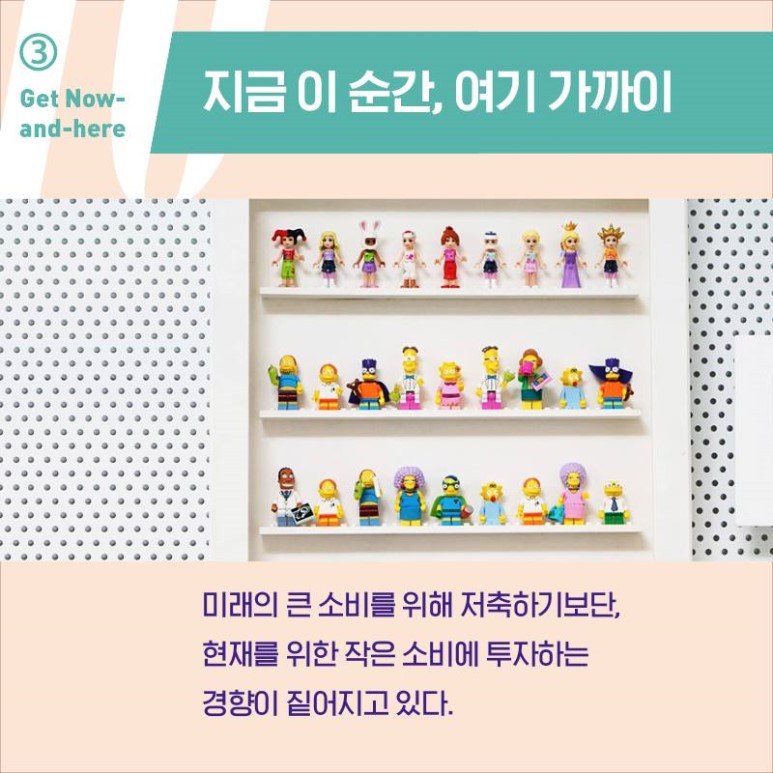 ③
Get Now-
and-here
지금 이 순간, 여기 가까이
미래의 큰 소비를 위해 저축하기보단,
현재를 위한 작은 소비에 투자하는
경향이 짙어지고 있다.